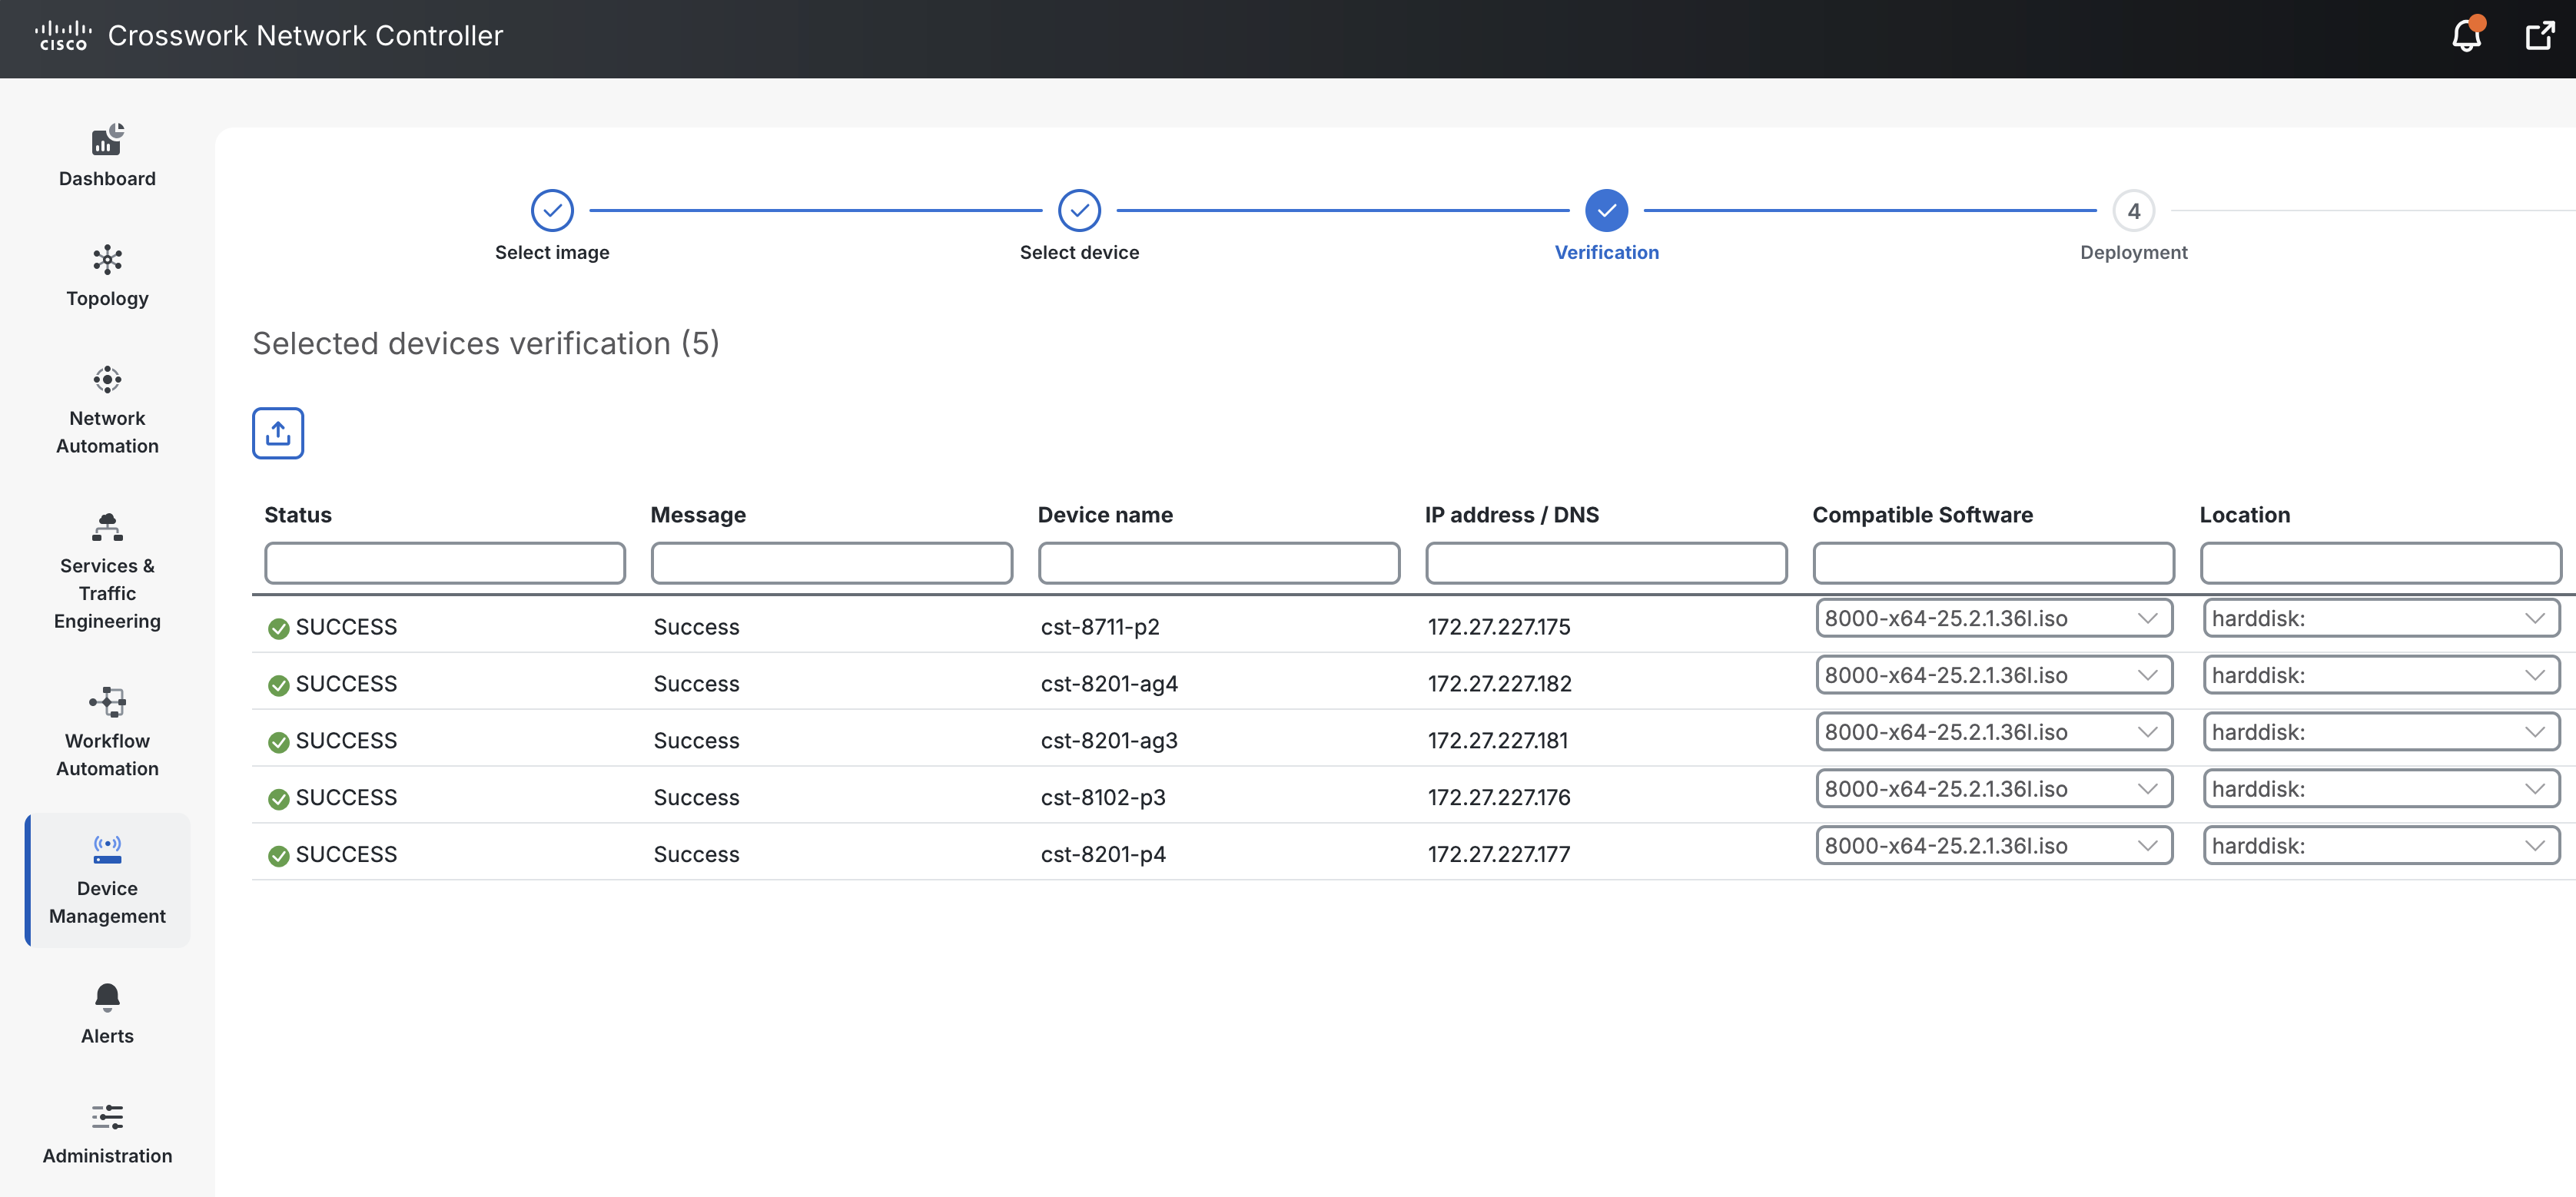 CISCO
Crosswork Network Controller
Dashboard
Topology
Network
Automation
Services &
Traffic
Engineering
Workflow
Automation
Device
Management
Alerts
Administration
Select image
Select device
Verification
4
Deployment
Selected devices verification (5)
Status Message Device name IP address / DNS Compatible Software Location
SUCCESS Success cst-8711-p2 172.27.227.175 8000-x64-25.2.1.36I.iso harddisk:
SUCCESS Success cst-8201-ag4 172.27.227.182 8000-x64-25.2.1.36I.iso harddisk:
SUCCESS Success cst-8201-ag3 172.27.227.181 8000-x64-25.2.1.36I.iso harddisk:
SUCCESS Success cst-8102-p3 172.27.227.176 8000-x64-25.2.1.36I.iso harddisk:
SUCCESS Success cst-8201-p4 172.27.227.177 8000-x64-25.2.1.36I.iso harddisk: